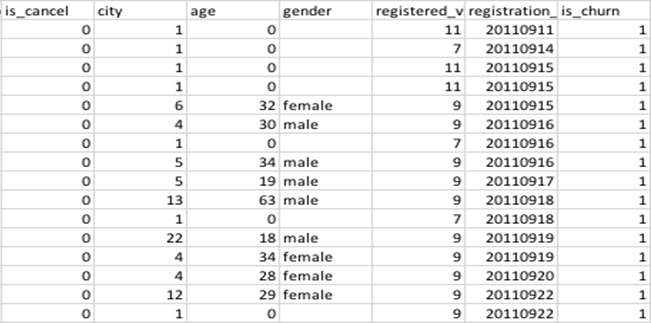 is_cancel city age gender registered_v registration_ is_churn
0 1 0 11 20110911 1
0 1 0 7 20110914 1
0 1 0 11 20110915 1
0 1 0 11 20110915 1
0 6 32 female 9 20110915 1
0 4 30 male 9 20110916 1
0 1 0 7 20110916 1
0 5 34 male 9 20110916 1
0 5 19 male 9 20110917 1
0 13 63 male 9 20110918 1
0 1 0 7 20110918 1
0 22 18 male 9 20110919 1
0 4 34 female 9 20110919 1
0 4 28 female 9 20110920 1
0 12 29 female 9 20110922 1
0 1 0 9 20110922 1